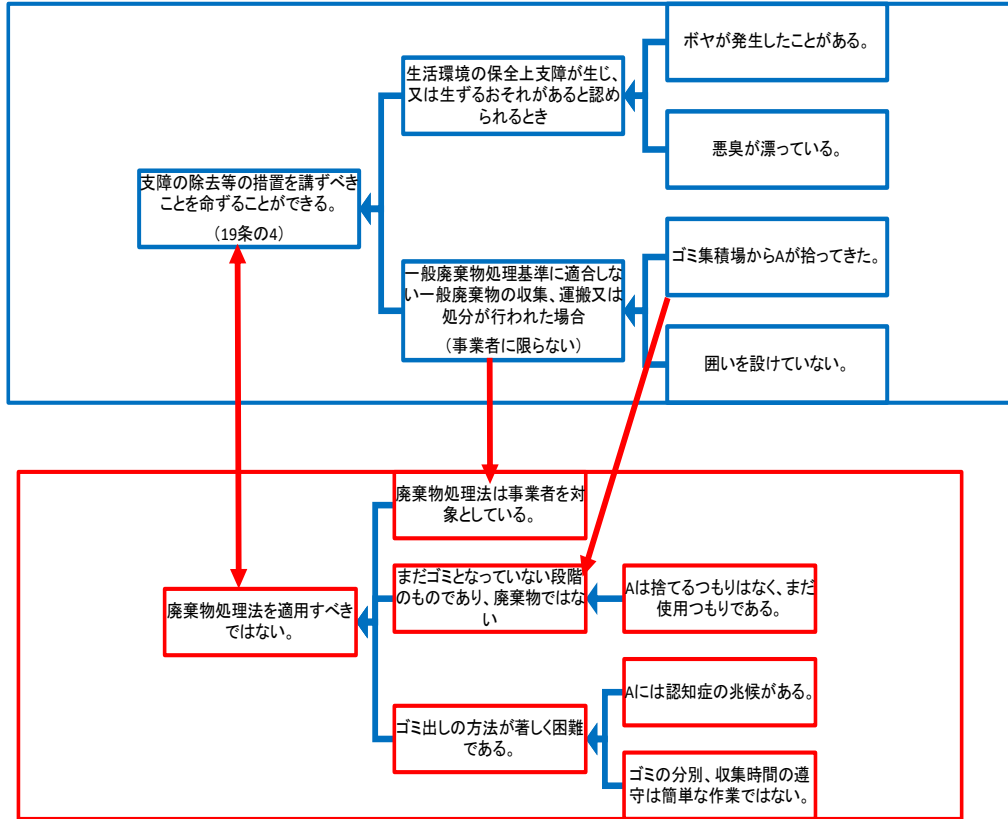 ボヤが発生したことがある。
生活環境の保全上支障が生じ、
又は生ずるおそれがあると認め
られるとき
悪臭が漂っている。
支障の除去等の措置を講ずべき
ことを命ずることができる。
（19条の4）
ゴミ集積場からAが拾ってきた。
一般廃棄物処理基準に適合しな
い一般廃棄物の収集、運搬又は
処分が行われた場合
（事業者に限らない）
囲いを設けていない。
廃棄物処理法は事業者を対
象としている。
まだゴミとなっていない段階
のものであり、廃棄物ではな
い
Aは捨てるつもりはなく、まだ
使用つもりである。
廃棄物処理法を適用すべき
ではない。
Aには認知症の兆候がある。
ゴミ出しの方法が著しく困難
である。
ゴミの分別、収集時間の遵
守は簡単な作業ではない。